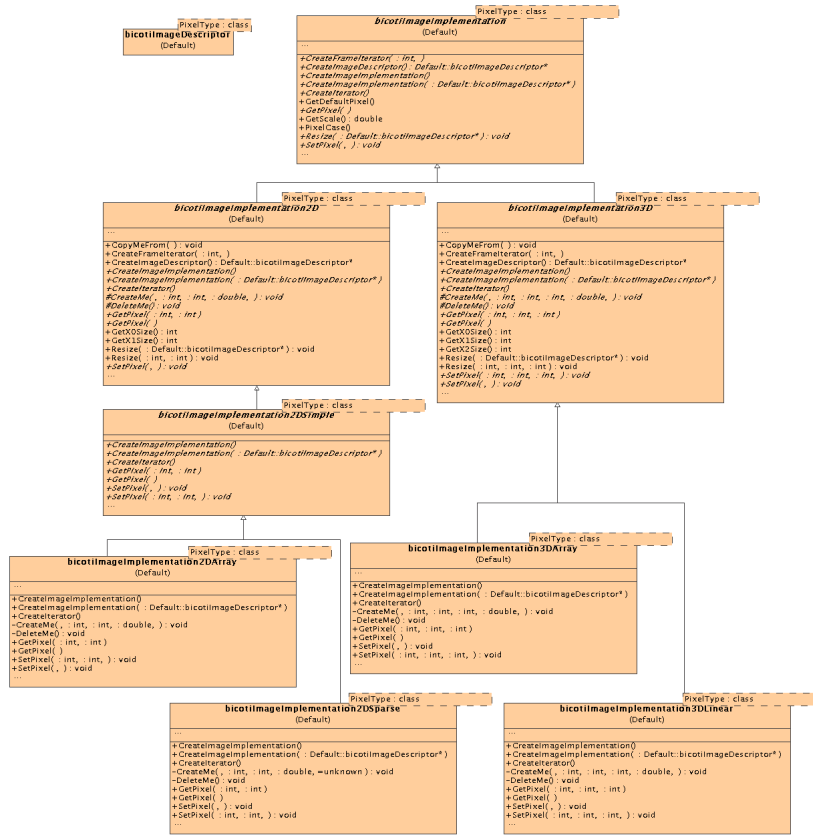 PixelType : class
bicotiImageDescriptor
(Default)
PixelType : class
bicotiImageImplementation
(Default)
...
+CreateFrameIterator( : int, )
+CreateImageDescriptor() : Default::bicotiImageDescriptor*
+CreateImageImplementation()
+CreateImageImplementation( : Default::bicotiImageDescriptor* )
+CreateIterator()
+GetDefaultPixel()
+GetPixel( )
+GetScale() : double
+PixelCase()
+Resize( : Default::bicotiImageDescriptor* ) : void
+SetPixel( , ) : void
...
PixelType : class
bicotiImageImplementation2D
(Default)
...
+CopyMeFrom( ) : void
+CreateFrameIterator( : int, )
+CreateImageDescriptor() : Default::bicotiImageDescriptor*
+CreateImageImplementation()
+CreateImageImplementation( : Default::bicotiImageDescriptor* )
+CreateIterator()
#CreateMe( , : int, : int, : double, ) : void
#DeleteMe() : void
+GetPixel( : int, : int )
+GetPixel( )
+GetX0Size() : int
+GetX1Size() : int
+Resize( : Default::bicotiImageDescriptor* ) : void
+Resize( : int, : int ) : void
+SetPixel( , ) : void
...
PixelType : class
bicotiImageImplementation3D
(Default)
...
+CopyMeFrom( ) : void
+CreateFrameIterator( : int, )
+CreateImageDescriptor() : Default::bicotiImageDescriptor*
+CreateImageImplementation()
+CreateImageImplementation( : Default::bicotiImageDescriptor* )
+CreateIterator()
#CreateMe( , : int, : int, : int, : double, ) : void
#DeleteMe() : void
+GetPixel( : int, : int, : int )
+GetPixel( )
+GetX0Size() : int
+GetX1Size() : int
+GetX2Size() : int
+Resize( : Default::bicotiImageDescriptor* ) : void
+Resize( : int, : int, : int ) : void
+SetPixel( : int, : int, : int, ) : void
+SetPixel( , ) : void
...
PixelType : class
bicotiImageImplementation2DSimple
(Default)
+CreateImageImplementation()
+CreateImageImplementation( : Default::bicotiImageDescriptor* )
+CreateIterator()
+GetPixel( : int, : int )
+GetPixel( )
+SetPixel( , ) : void
+SetPixel( : int, : int, ) : void
...
PixelType : class
bicotiImageImplementation2DArray
(Default)
...
+CreateImageImplementation()
+CreateImageImplementation( : Default::bicotiImageDescriptor* )
+CreateIterator()
-CreateMe( , : int, : int, : double, ) : void
-DeleteMe() : void
+GetPixel( : int, : int )
+GetPixel( )
+SetPixel( : int, : int, ) : void
+SetPixel( , ) : void
...
PixelType : class
bicotiImageImplementation3DArray
(Default)
...
+CreateImageImplementation()
+CreateImageImplementation( : Default::bicotiImageDescriptor* )
+CreateIterator()
-CreateMe( , : int, : int, : int, : double, ) : void
-DeleteMe() : void
+GetPixel( : int, : int, : int )
+GetPixel( )
+SetPixel( , ) : void
+SetPixel( : int, : int, : int, ) : void
...
PixelType : class
bicotiImageImplementation2DSparse
(Default)
...
+CreateImageImplementation()
+CreateImageImplementation( : Default::bicotiImageDescriptor* )
+CreateIterator()
-CreateMe( , : int, : int, : double, =unknown ) : void
-DeleteMe() : void
+GetPixel( : int, : int )
+GetPixel( )
+SetPixel( , ) : void
+SetPixel( : int, : int, ) : void
...
PixelType : class
bicotiImageImplementation3DLinear
(Default)
...
+CreateImageImplementation()
+CreateImageImplementation( : Default::bicotiImageDescriptor* )
+CreateIterator()
-CreateMe( , : int, : int, : int, : double, ) : void
-DeleteMe() : void
+GetPixel( : int, : int, : int )
+GetPixel( )
+SetPixel( , ) : void
+SetPixel( : int, : int, : int, ) : void
...